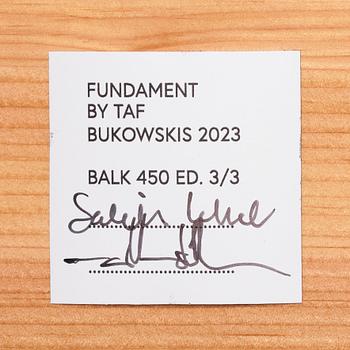 FUNDAMENT
BY TAF
BUKOWSKIS 2023
BALK 450 ED. 3/3